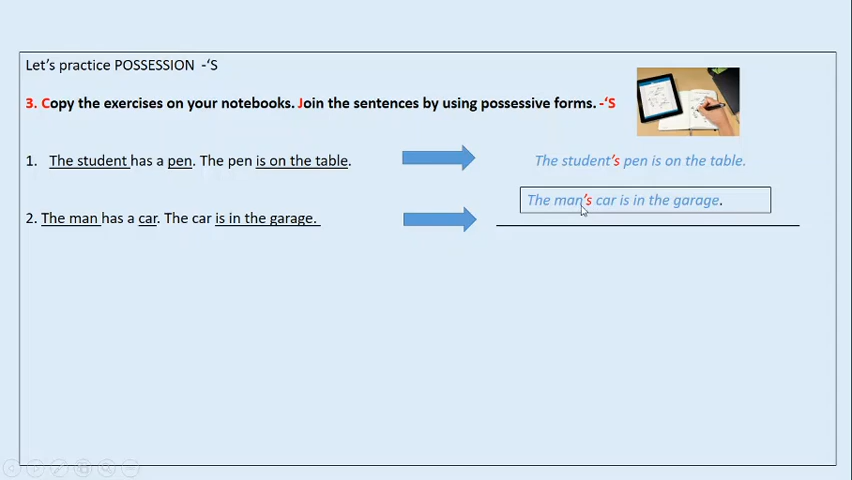 Let's practice POSSESSION -‘S
3. Copy the exercises on your notebooks. Join the sentences by using possessive forms. -‘S
1. The student has a pen. The pen is on the table.
The student's pen is on the table.
The man's car is in the garage.
2. The man has a car. The car is in the garage.